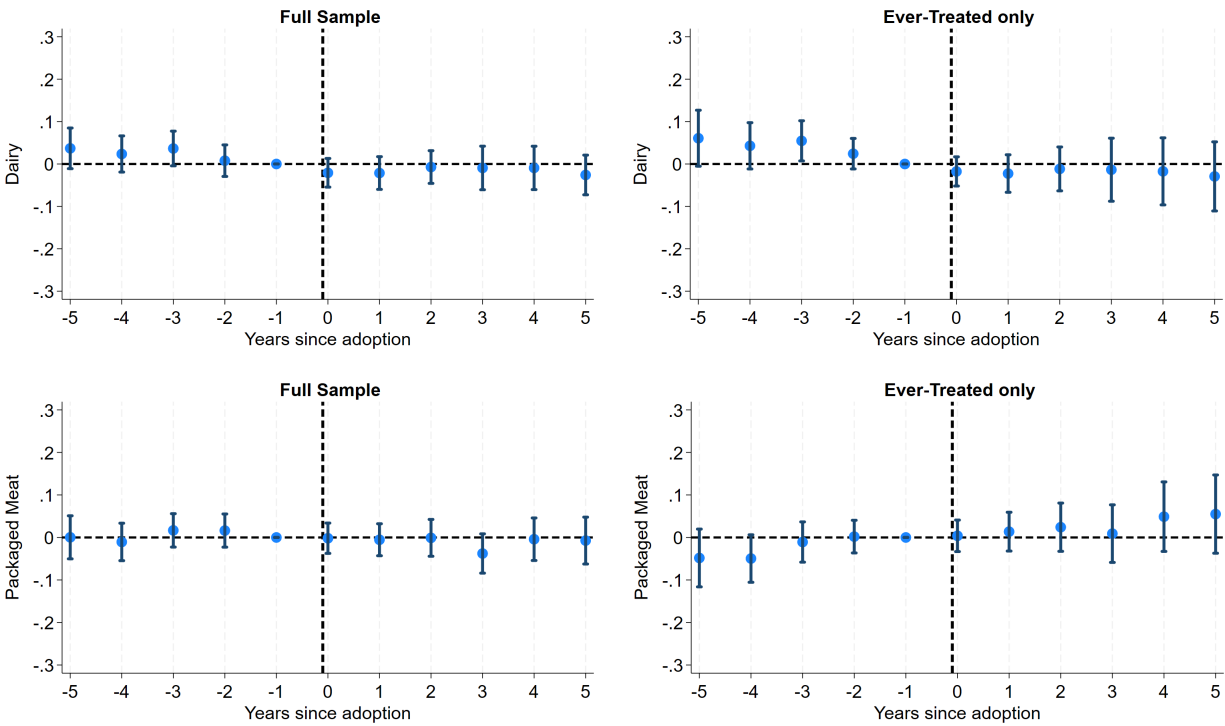 Full Sample
Dairy
.3
.2
.1
0
-.1
-.2
-.3
-5 -4 -3 -2 -1 0 1 2 3 4 5
Years since adoption
Ever-Treated only
Dairy
.3
.2
.1
0
-.1
-.2
-.3
-5 -4 -3 -2 -1 0 1 2 3 4 5
Years since adoption
Full Sample
Packaged Meat
.3
.2
.1
0
-.1
-.2
-.3
-5 -4 -3 -2 -1 0 1 2 3 4 5
Years since adoption
Ever-Treated only
Packaged Meat
.3
.2
.1
0
-.1
-.2
-.3
-5 -4 -3 -2 -1 0 1 2 3 4 5
Years since adoption